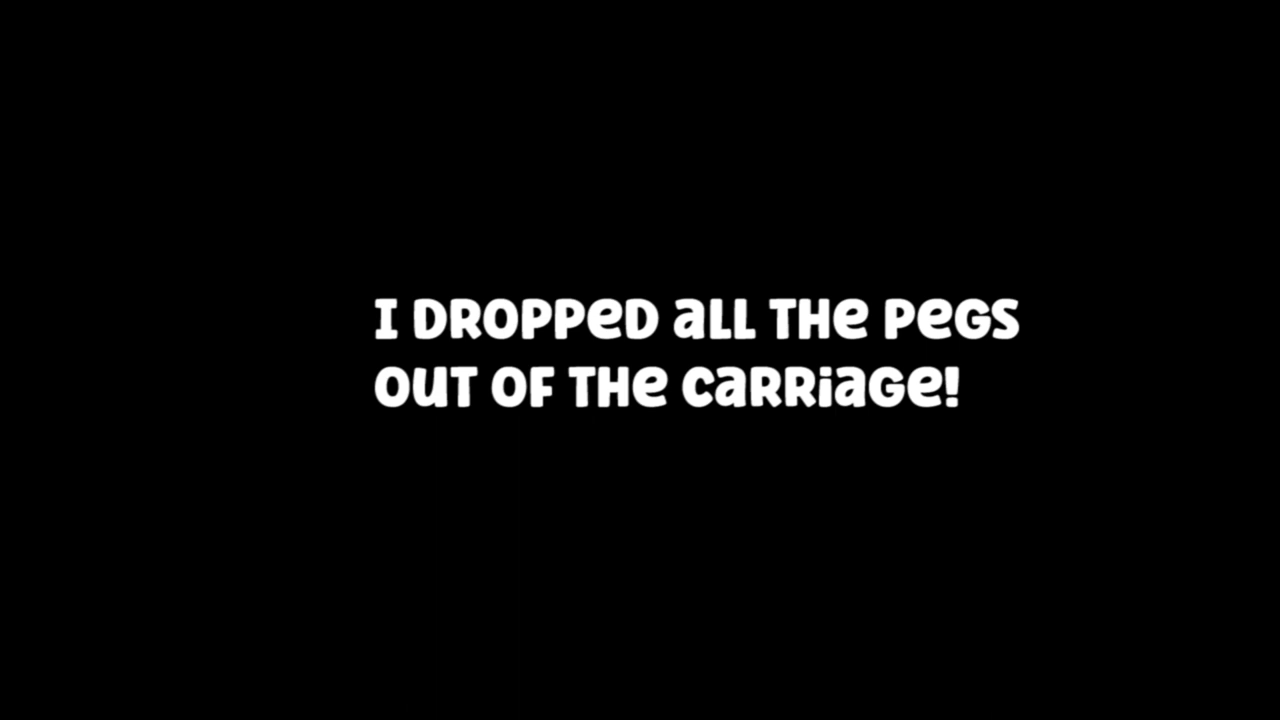 I DROPPED ALL THE PEGS
OUT OF THE CARRIAGE!